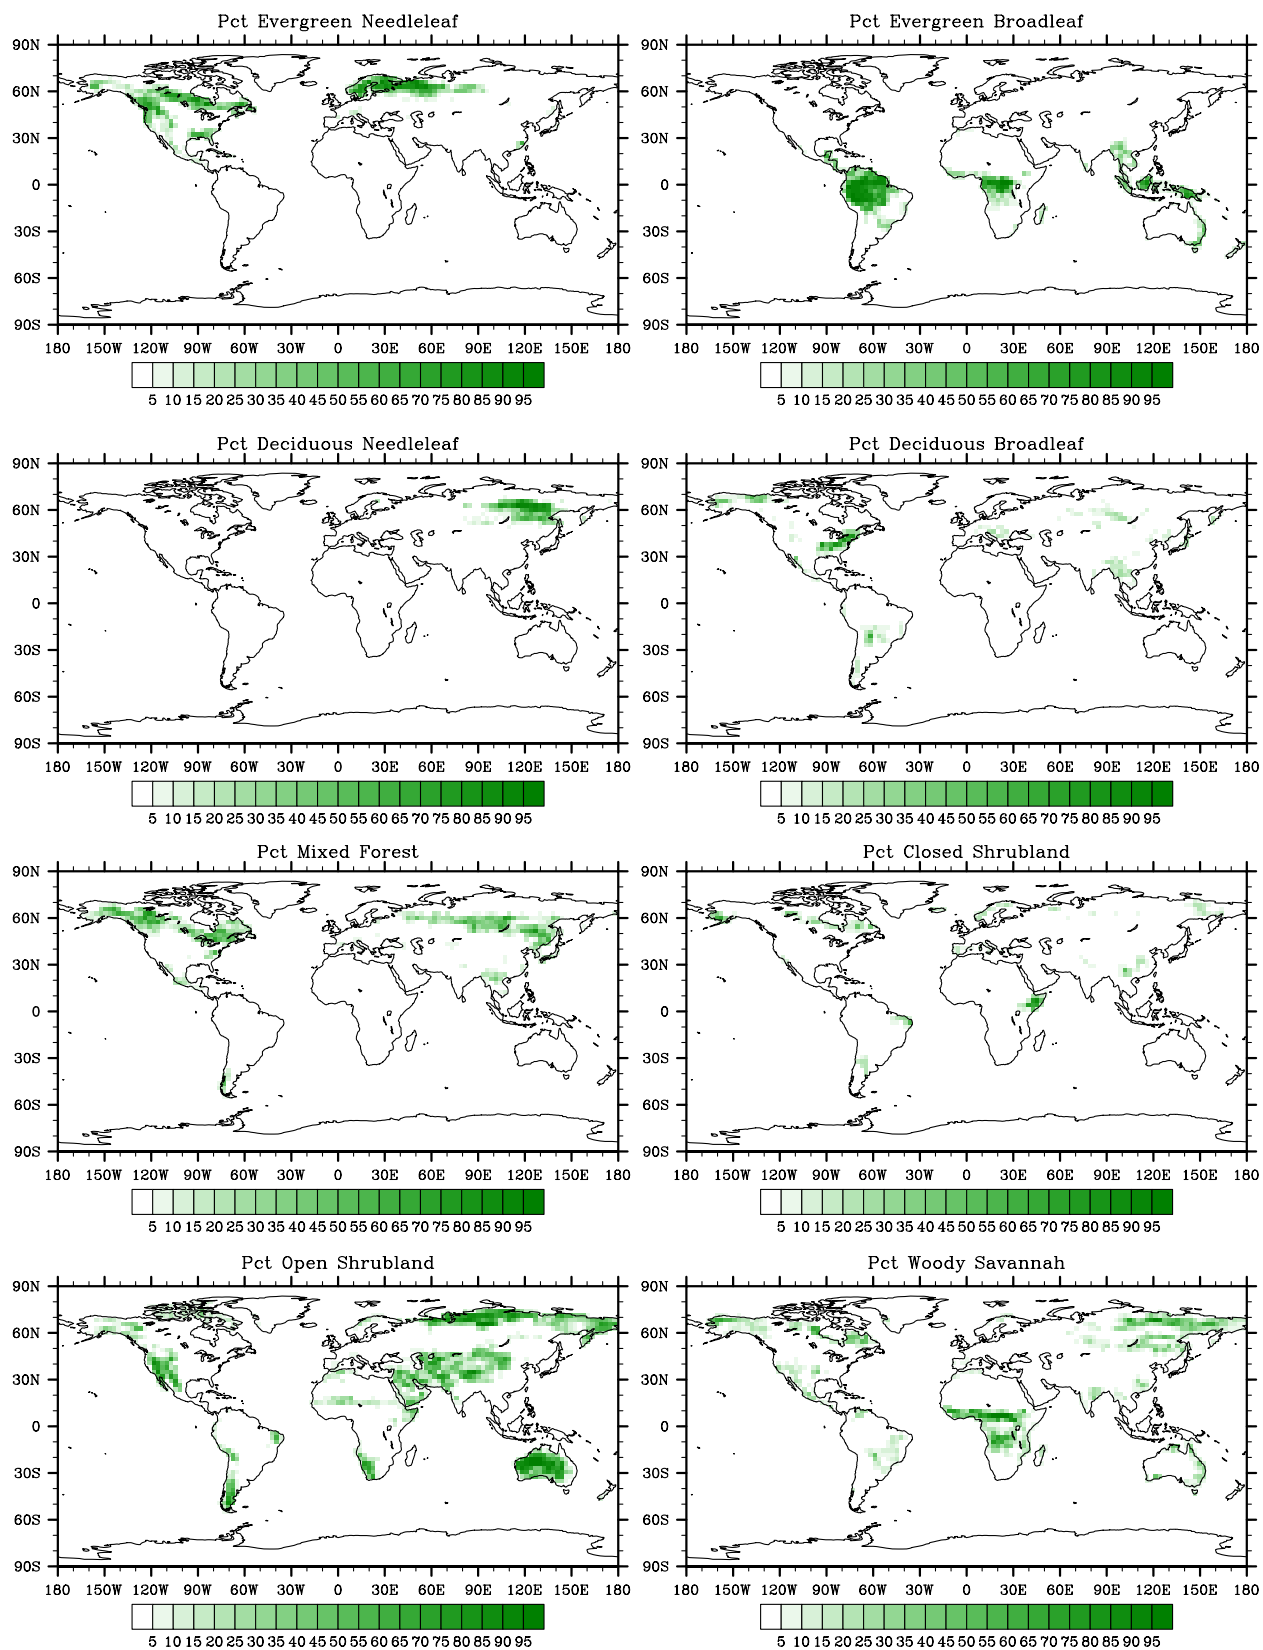 Pct Evergreen Needleleaf
90N
60N
30N
0
30S
60S
90S
180 150W 120W 90W 60W 30W 0 30E 60E 90E 120E 150E 180
5 10 15 20 25 30 35 40 45 50 55 60 65 70 75 80 85 90 95
Pct Evergreen Broadleaf
90N
60N
30N
0
30S
60S
90S
180 150W 120W 90W 60W 30W 0 30E 60E 90E 120E 150E 180
5 10 15 20 25 30 35 40 45 50 55 60 65 70 75 80 85 90 95
Pct Deciduous Needleleaf
90N
60N
30N
0
30S
60S
90S
180 150W 120W 90W 60W 30W 0 30E 60E 90E 120E 150E 180
5 10 15 20 25 30 35 40 45 50 55 60 65 70 75 80 85 90 95
Pct Deciduous Broadleaf
90N
60N
30N
0
30S
60S
90S
180 150W 120W 90W 60W 30W 0 30E 60E 90E 120E 150E 180
5 10 15 20 25 30 35 40 45 50 55 60 65 70 75 80 85 90 95
Pct Mixed Forest
90N
60N
30N
0
30S
60S
90S
180 150W 120W 90W 60W 30W 0 30E 60E 90E 120E 150E 180
5 10 15 20 25 30 35 40 45 50 55 60 65 70 75 80 85 90 95
Pct Closed Shrubland
90N
60N
30N
0
30S
60S
90S
180 150W 120W 90W 60W 30W 0 30E 60E 90E 120E 150E 180
5 10 15 20 25 30 35 40 45 50 55 60 65 70 75 80 85 90 95
Pct Open Shrubland
90N
60N
30N
0
30S
60S
90S
180 150W 120W 90W 60W 30W 0 30E 60E 90E 120E 150E 180
5 10 15 20 25 30 35 40 45 50 55 60 65 70 75 80 85 90 95
Pct Woody Savannah
90N
60N
30N
0
30S
60S
90S
180 150W 120W 90W 60W 30W 0 30E 60E 90E 120E 150E 180
5 10 15 20 25 30 35 40 45 50 55 60 65 70 75 80 85 90 95